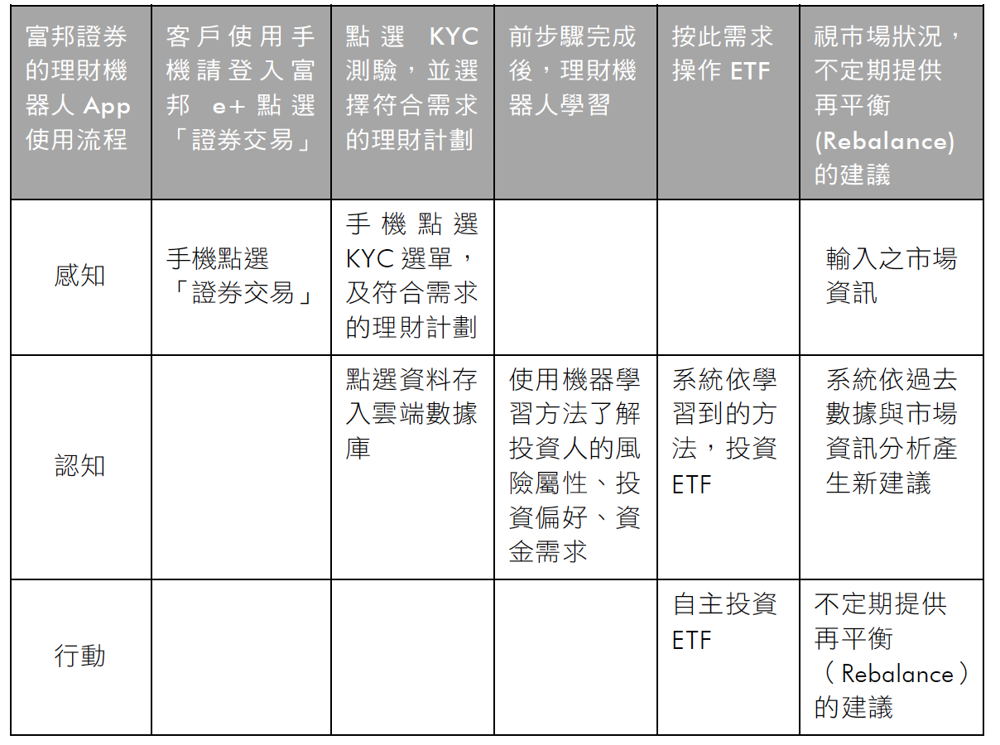 富邦證券
的理財機
器人 App
使用流程
客戶使用手
機請登入富
邦 e+點選
「證券交易」
點選 KYC
測驗，並選
擇符合需求
的理財計劃
前步驟完成
後，理財機
器人學習
按此需求
操作 ETF
視市場狀況，
不定期提供
再平衡
(Rebalance)
的建議
感知
手機點選
「證券交易」
手機點選
KYC 選單，
及符合需求
的理財計劃
輸入之市場
資訊
認知
點選資料存
入雲端數據
庫
使用機器學
習方法了解
投資人的風
險屬性、投
資偏好、資
金需求
系統依學
習到的方
法，投資
ETF
系統依過去
數據與市場
資訊分析產
生新建議
行動
自主投資
ETF
不定期提供
再平衡
（Rebalance）
的建議